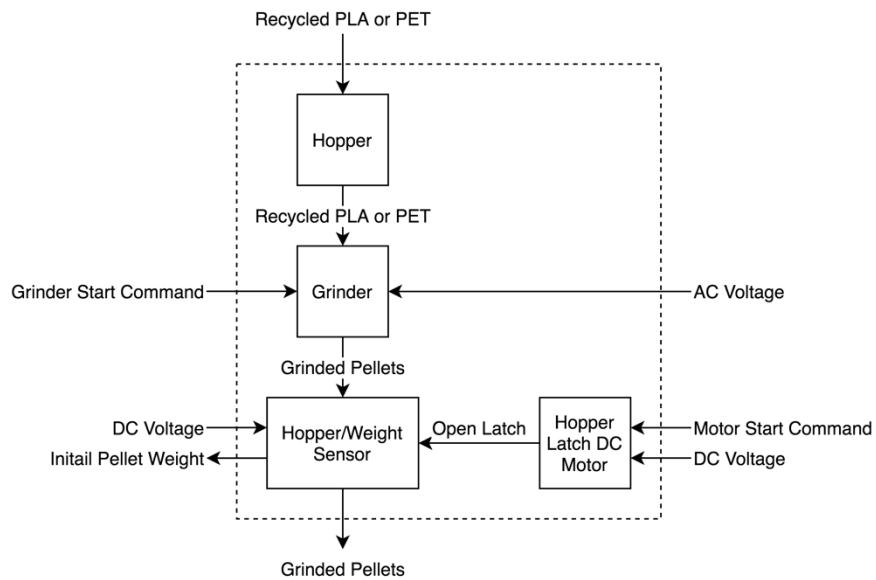 Recycled PLA or PET
Hopper
Recycled PLA or PET
Grinder Start Command
Grinder
AC Voltage
Grinded Pellets
DC Voltage
Initail Pellet Weight
Hopper/Weight
Sensor
Open Latch
Hopper
Latch DC
Motor
Motor Start Command
DC Voltage
Grinded Pellets